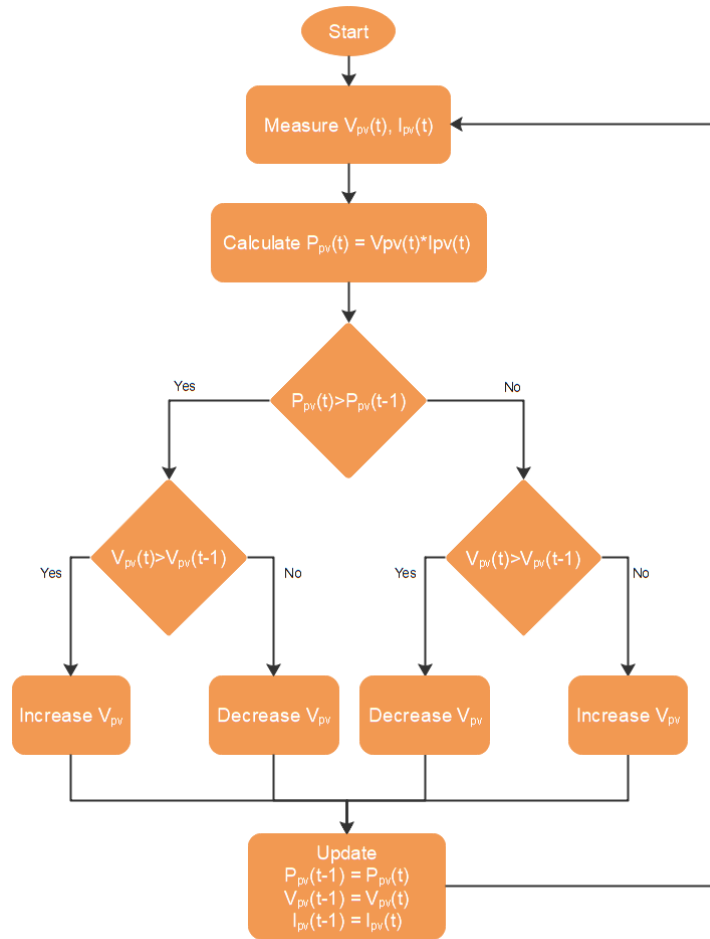 Start
Measure Vpv(t), Ipv(t)
Calculate Ppv(t) = Vpv(t)*Ipv(t)
Yes
No
Ppv(t)>Ppv(t-1)
Vpv(t)>Vpv(t-1)
Vpv(t)>Vpv(t-1)
Yes
No
Yes
No
Increase Vpv
Decrease Vpv
Decrease Vpv
Increase Vpv
Update
Ppv(t-1) = Ppv(t)
Vpv(t-1) = Vpv(t)
Ipv(t-1) = Ipv(t)